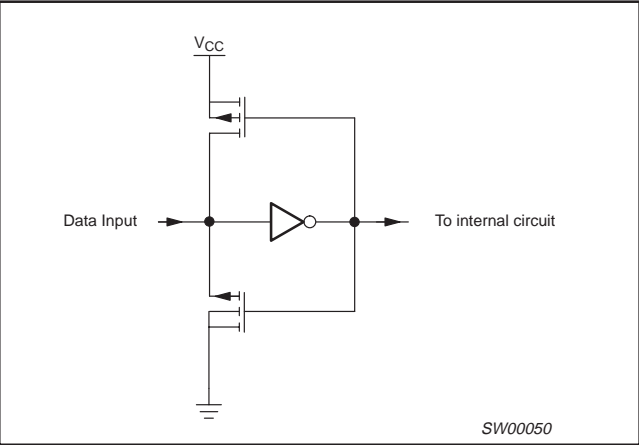 VCC
Data Input
To internal circuit
SW00050